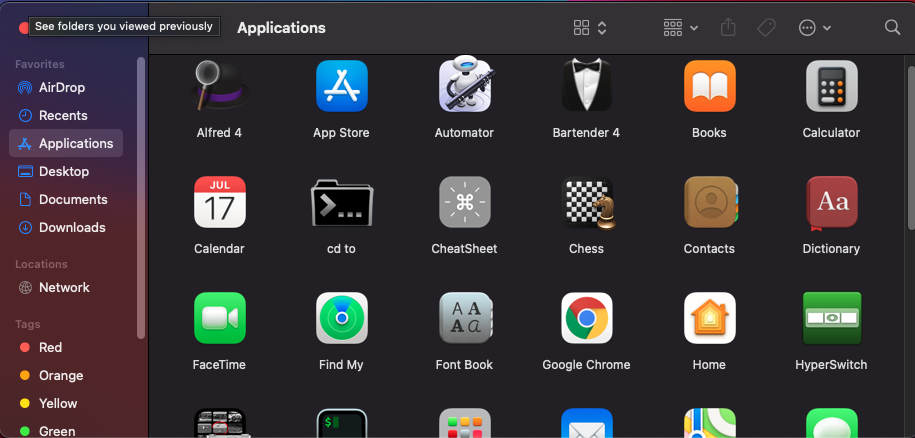 See folders you viewed previously
Applications
Favorites
AirDrop
Recents
Applications
Desktop
Documents
Downloads
Locations
Network
Tags
Red
Orange
Yellow
Green
Alfred 4
App Store
Automator
Bartender 4
Books
Calculator
JUL
17
>...
Aa
Calendar
cd to
CheatSheet
Chess
Contacts
Dictionary
A A
A a
FaceTime
Find My
Font Book
Google Chrome
Home
HyperSwitch
$